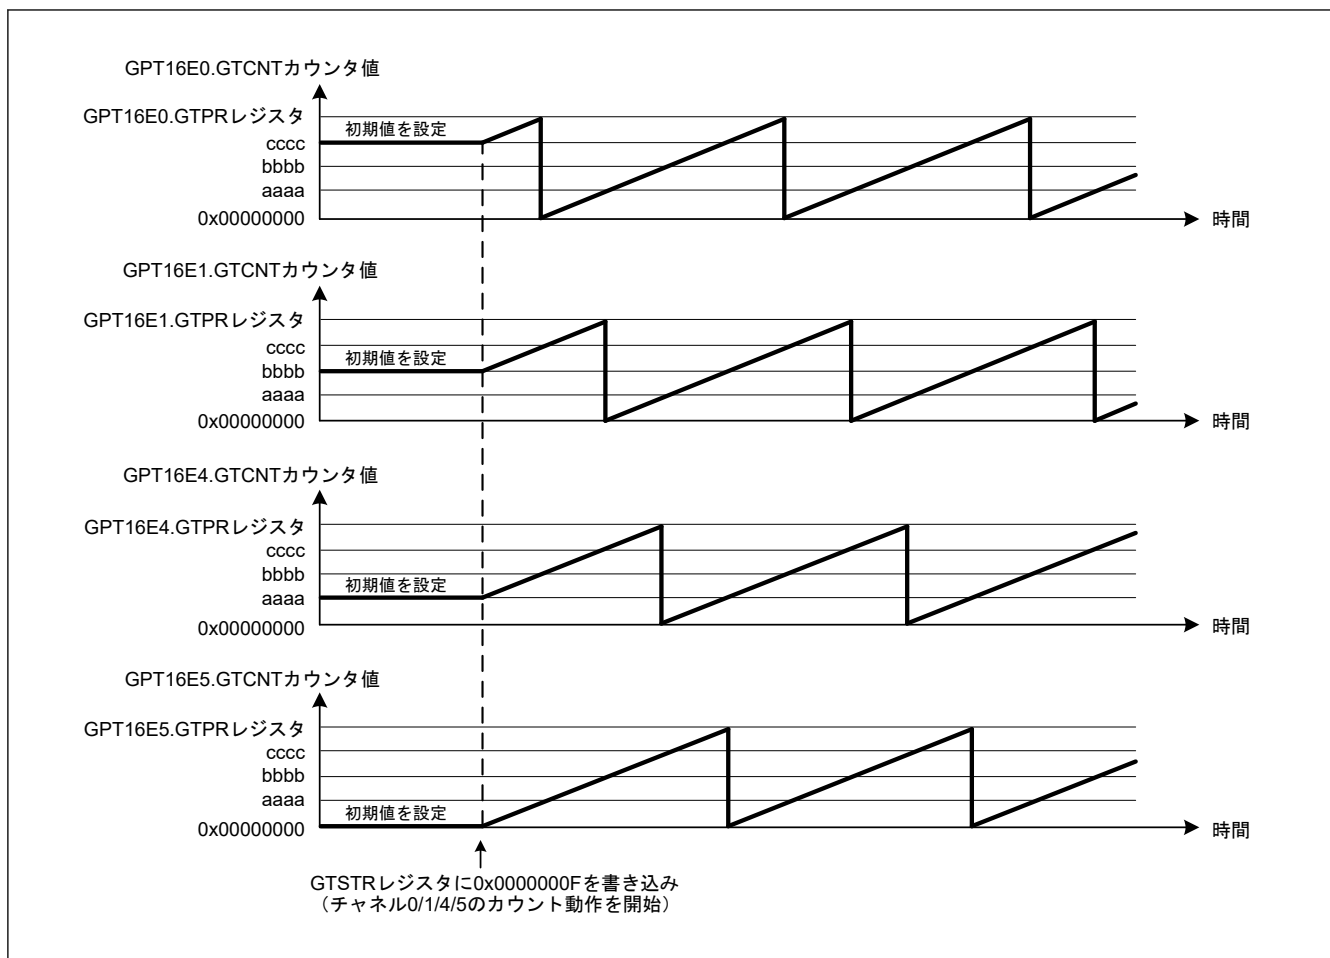 GPT16E0.GTCNTカウンタ値
GPT16E0.GTPRレジスタ
初期値を設定
cccc
bbbb
aaaa
0x00000000
時間
GPT16E1.GTCNTカウンタ値
GPT16E1.GTPRレジスタ
cccc
初期値を設定
bbbb
aaaa
0x00000000
時間
GPT16E4.GTCNTカウンタ値
GPT16E4.GTPRレジスタ
cccc
bbbb
初期値を設定
aaaa
0x00000000
時間
GPT16E5.GTCNTカウンタ値
GPT16E5.GTPRレジスタ
cccc
bbbb
aaaa
初期値を設定
0x00000000
時間
GTSTRレジスタに0x0000000Fを書き込み
（チャネル0/1/4/5のカウント動作を開始）